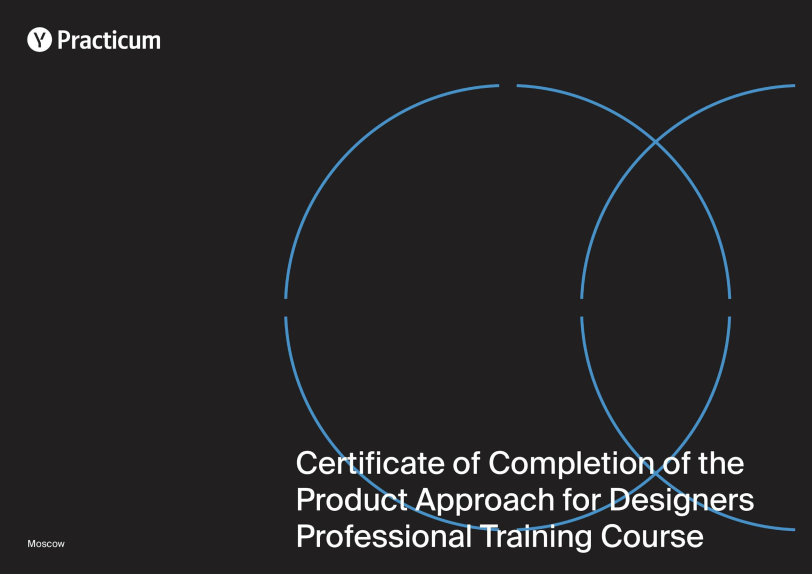 Practicum
Certificate of Completion of the
Product Approach for Designers
Professional Training Course
Moscow